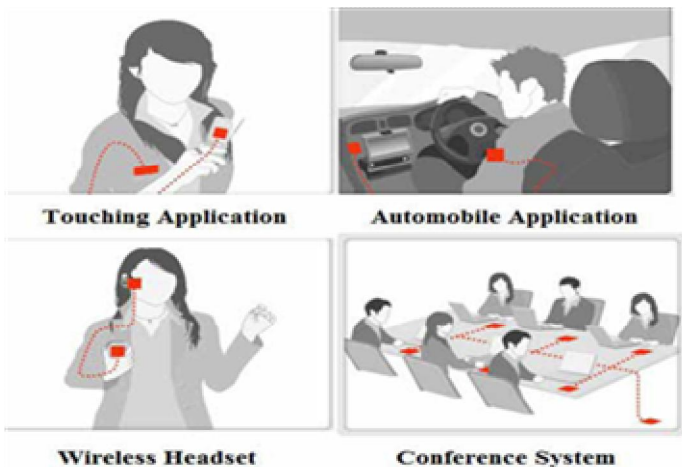 Touching Application
Automobile Application
Wireless Headset
Conference System